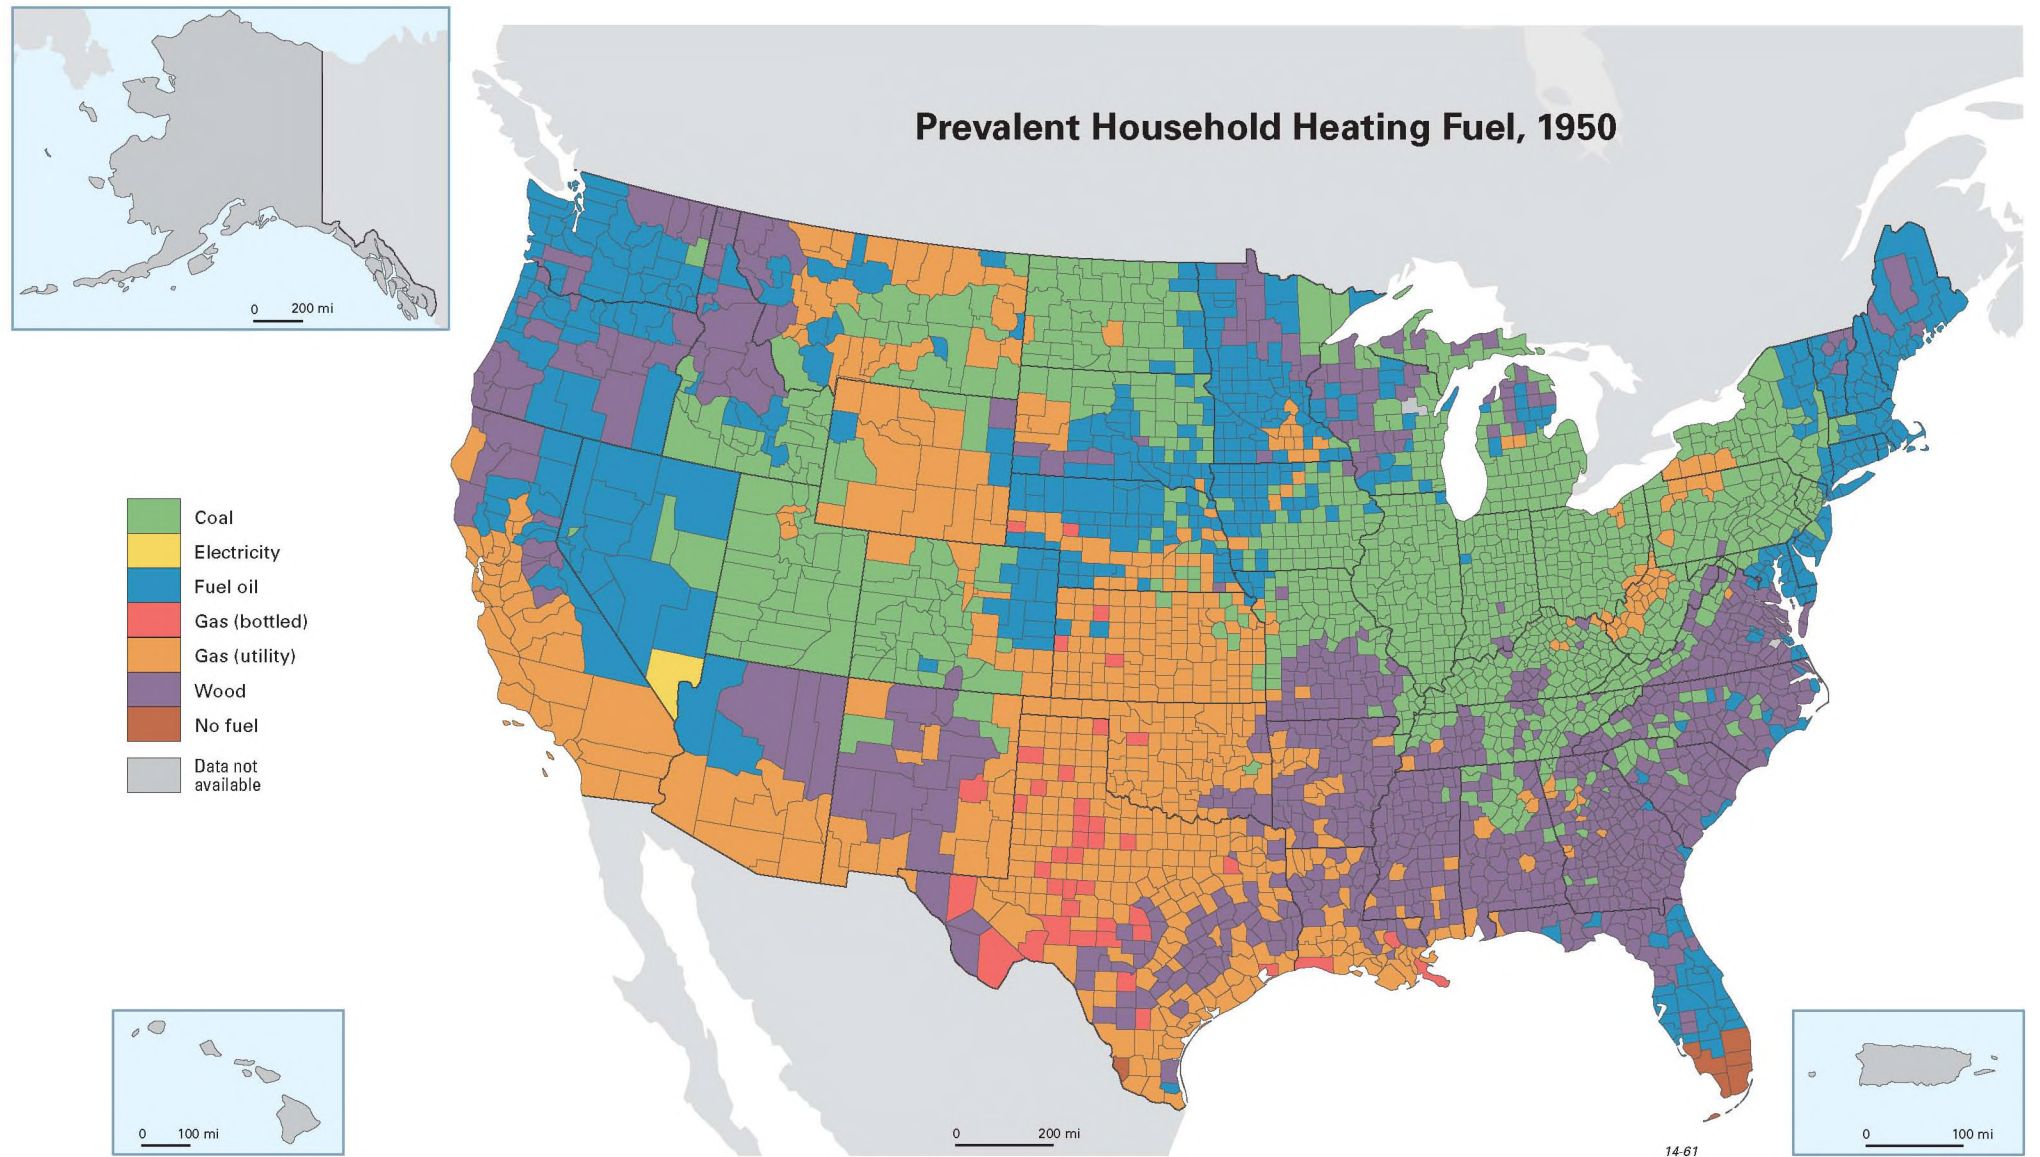 Prevalent Household Heating Fuel, 1950
0 200 mi
Coal
Electricity
Fuel oil
Gas (bottled)
Gas (utility)
Wood
No fuel
Data not
available
0 100 mi
0 200 mi
0 100 mi
14-61